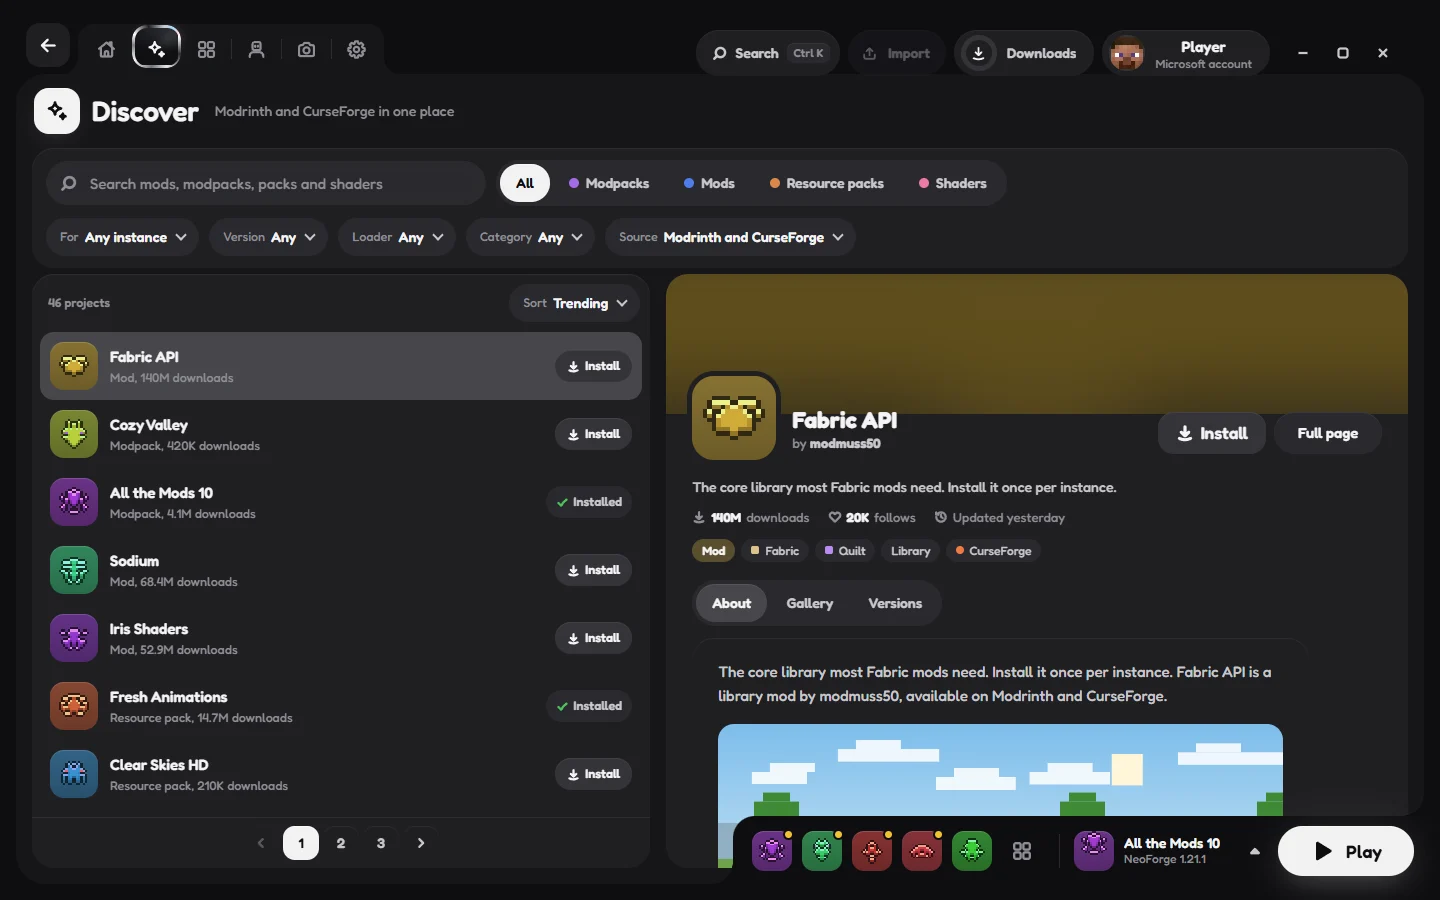 Search Ctrl K
Import
Downloads
Player
Microsoft account
Discover Modrinth and CurseForge in one place
Search mods, modpacks, packs and shaders
All Modpacks Mods Resource packs Shaders
For Any instance Version Any Loader Any Category Any Source Modrinth and CurseForge
46 projects Sort Trending
Fabric API
Mod, 140M downloads
Install
Cozy Valley
Modpack, 420K downloads
Install
All the Mods 10
Modpack, 4.1M downloads
Installed
Sodium
Mod, 68.4M downloads
Install
Iris Shaders
Mod, 52.9M downloads
Install
Fresh Animations
Resource pack, 14.7M downloads
Installed
Clear Skies HD
Resource pack, 210K downloads
Install
1 2 3
Fabric API
by modmuss50
Install Full page
The core library most Fabric mods need. Install it once per instance.
140M downloads 20K follows Updated yesterday
Mod Fabric Quilt Library CurseForge
About Gallery Versions
The core library most Fabric mods need. Install it once per instance. Fabric API is a
library mod by modmuss50, available on Modrinth and CurseForge.
All the Mods 10
NeoForge 1.21.1
Play